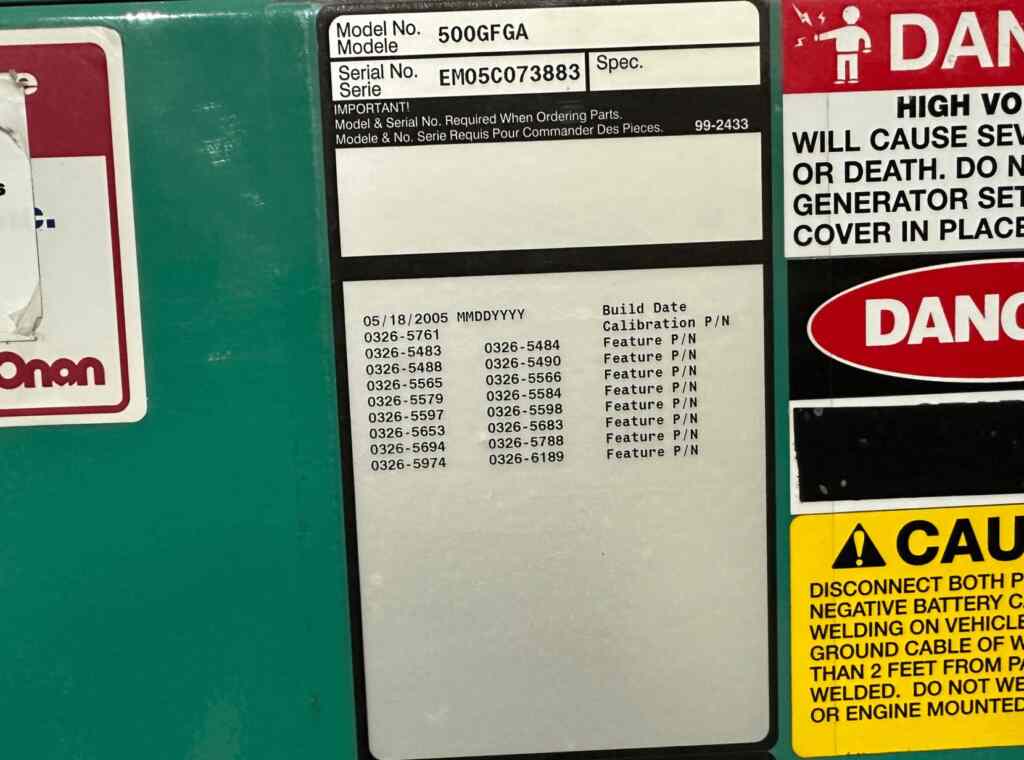 Model No. 500GFGA
Modele
Serial No. EM05C073883 Spec.
Serie
IMPORTANT!
Model & Serial No. Required When Ordering Parts.
Modele & No. Serie Requis Pour Commander Des Pieces. 99-2433
05/18/2005 MMDDYYYY Build Date
0326-5761 Calibration P/N
0326-5483 0326-5484 Feature P/N
0326-5488 0326-5490 Feature P/N
0326-5565 0326-5566 Feature P/N
0326-5579 0326-5584 Feature P/N
0326-5597 0326-5598 Feature P/N
0326-5653 0326-5683 Feature P/N
0326-5694 0326-5788 Feature P/N
0326-5974 0326-6189 Feature P/N
Onan
DAN
HIGH VO
WILL CAUSE SEV
OR DEATH. DO N
GENERATOR SET
COVER IN PLACE
DANG
CAU
DISCONNECT BOTH P
NEGATIVE BATTERY CA
WELDING ON VEHICLE
GROUND CABLE OF W
THAN 2 FEET FROM PA
WELDED. DO NOT WE
OR ENGINE MOUNTED